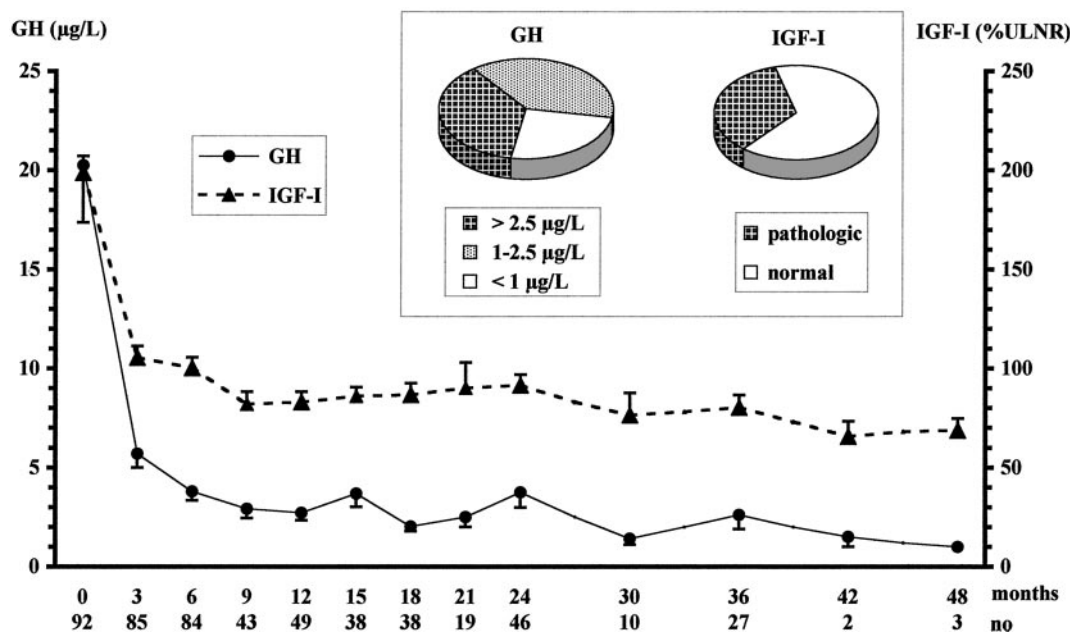 GH (µg/L)
IGF-I (%ULNR)
GH
IGF-I
25
250
GH
IGF-I
20
200
> 2.5 µg/L
1-2.5 µg/L
< 1 µg/L
pathologic
normal
15
150
10
100
5
50
0
0
0 3 6 9 12 15 18 21 24 30 36 42 48 months
92 85 84 43 49 38 38 19 46 10 27 2 3 no